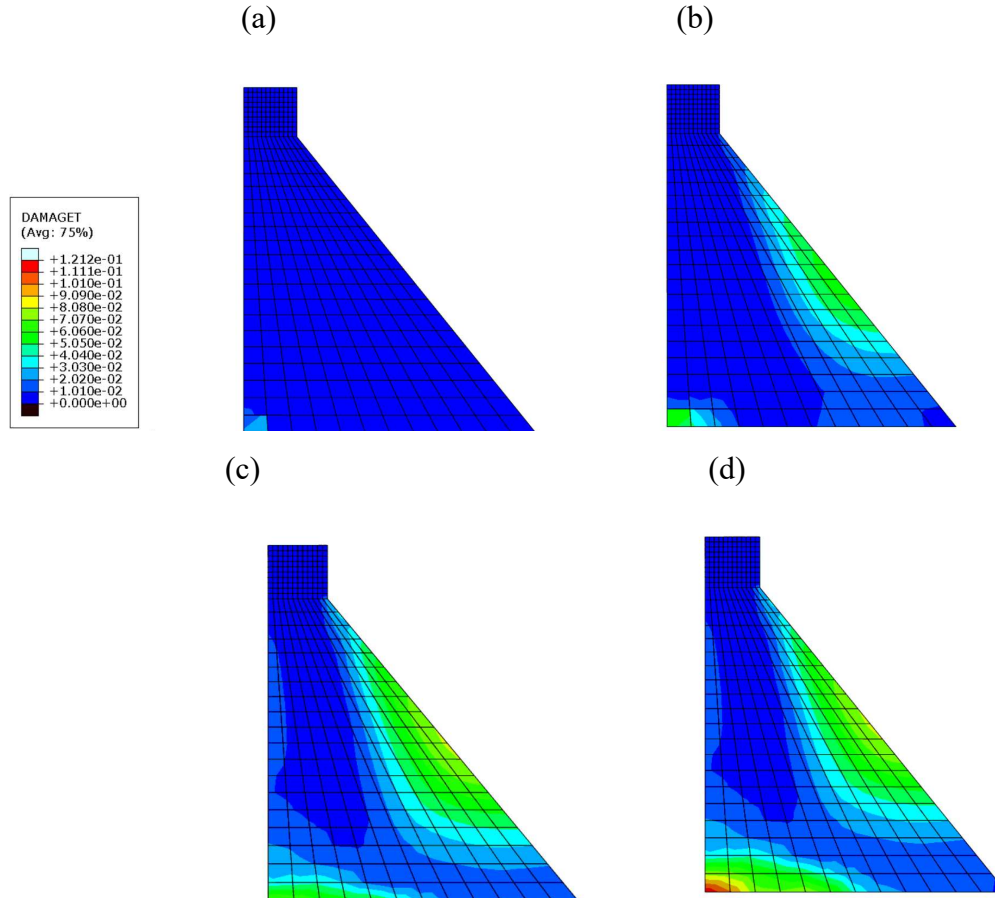 (a)
(b)
DAMAGET
(Avg: 75%)
+1.212e-01
+1.111e-01
+1.010e-01
+9.090e-02
+8.080e-02
+7.070e-02
+6.060e-02
+5.050e-02
+4.040e-02
+3.030e-02
+2.020e-02
+1.010e-02
+0.000e+00
(c)
(d)